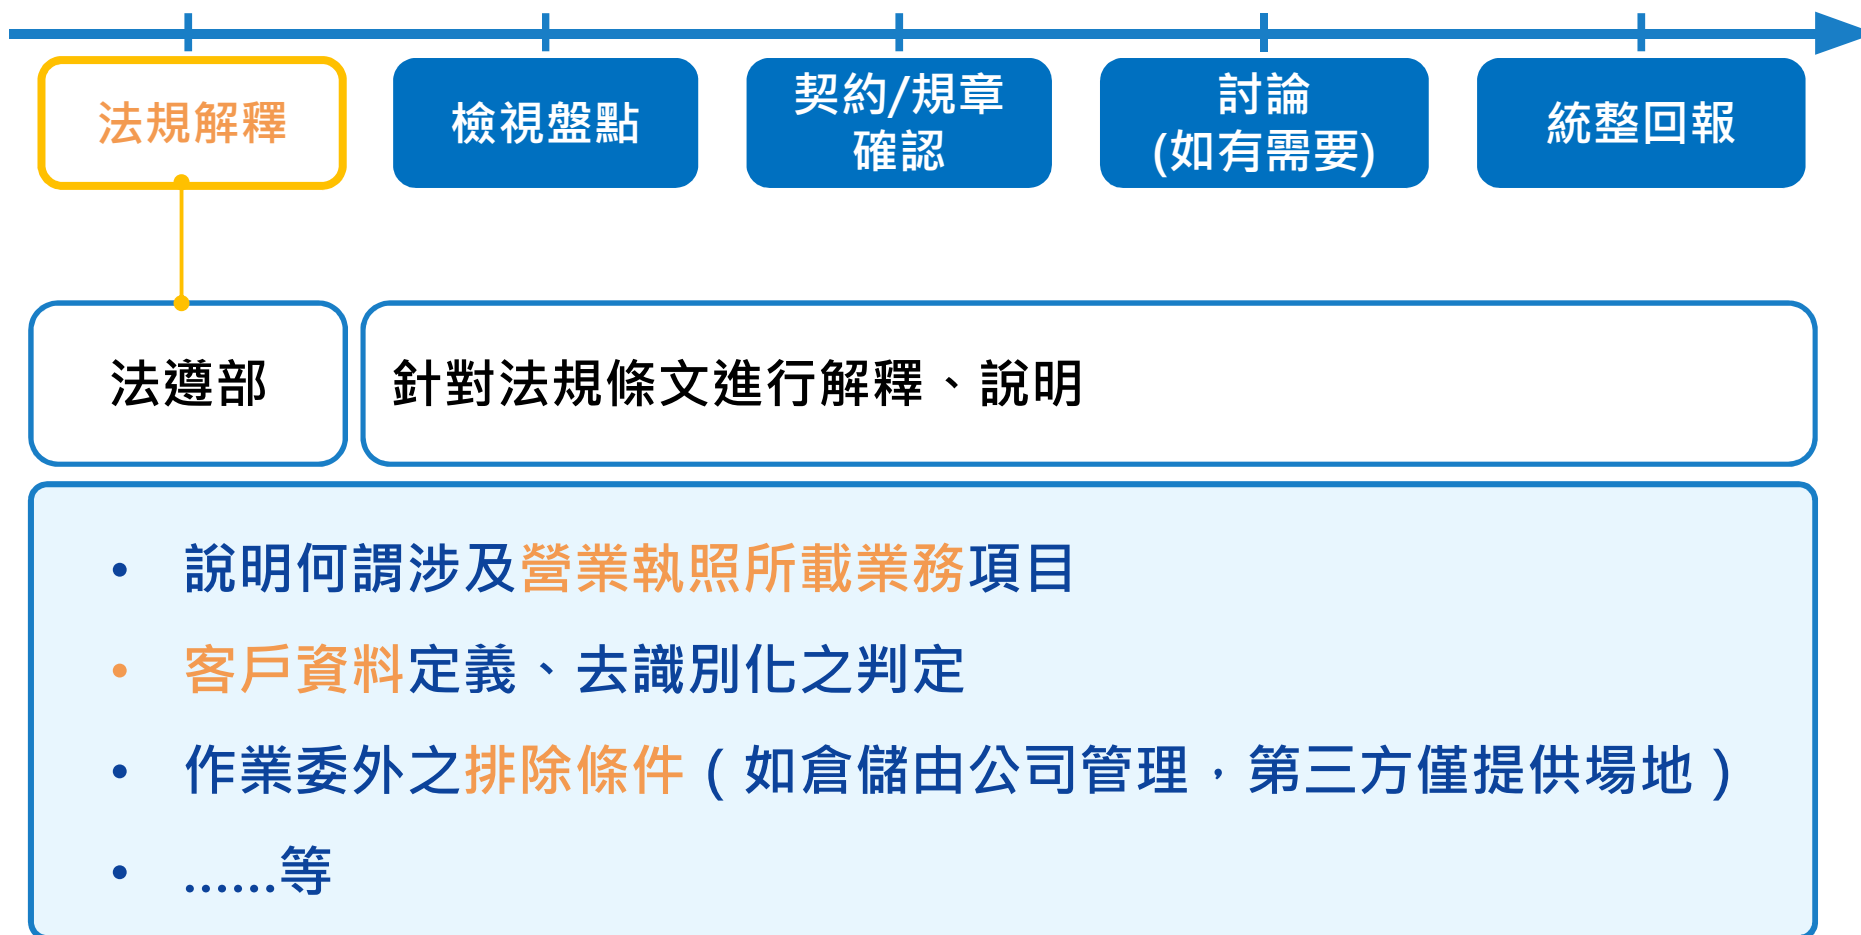 法規解釋
檢視盤點
契約/規章
確認
討論
(如有需要)
統整回報
法遵部
針對法規條文進行解釋、說明
• 說明何謂涉及營業執照所載業務項目
• 客戶資料定義、去識別化之判定
• 作業委外之排除條件（如倉儲由公司管理，第三方僅提供場地）
• ……等